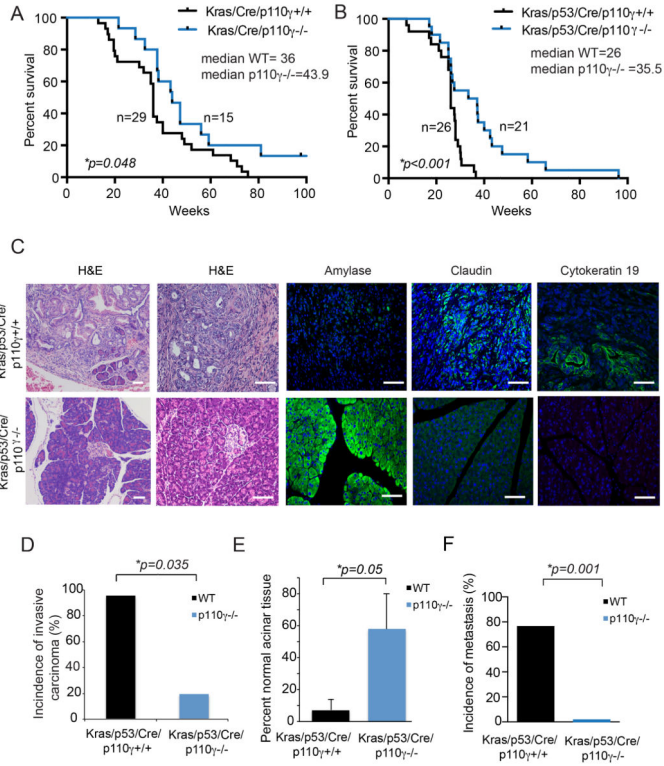 A
Kras/Cre/p110γ+/+
Kras/Cre/p110γ-/-
median WT= 36
median p110γ-/-=43.9
n=29
n=15
*p=0.048
Percent survival
100
80
60
40
20
0
0 20 40 60 80 100
Weeks
B
Kras/p53/Cre/p110γ+/+
Kras/p53/Cre/p110γ-/-
median WT=26
median p110γ-/- =35.5
n=26
n=21
*p<0.001
Percent survival
100
80
60
40
20
0
0 20 40 60 80 100
Weeks
C
H&E H&E Amylase Claudin Cytokeratin 19
Kras/p53/Cre/
p110γ+/+
Kras/p53/Cre/
p110γ-/-
D
*p=0.035
WT
p110γ-/-
Incindence of invasive
carcinoma (%)
100
80
60
40
20
0
Kras/p53/Cre/
p110γ+/+
Kras/p53/Cre/
p110γ-/-
E
*p=0.05
WT
p110γ-/-
Percent normal acinar tissue
80
60
40
20
0
Kras/p53/Cre/
p110γ+/+
Kras/p53/Cre/
p110γ-/-
F
*p=0.001
WT
p110γ-/-
Incidence of metastasis (%)
100
80
60
40
20
0
Kras/p53/Cre/
p110γ+/+
Kras/p53/Cre/
p110γ-/-